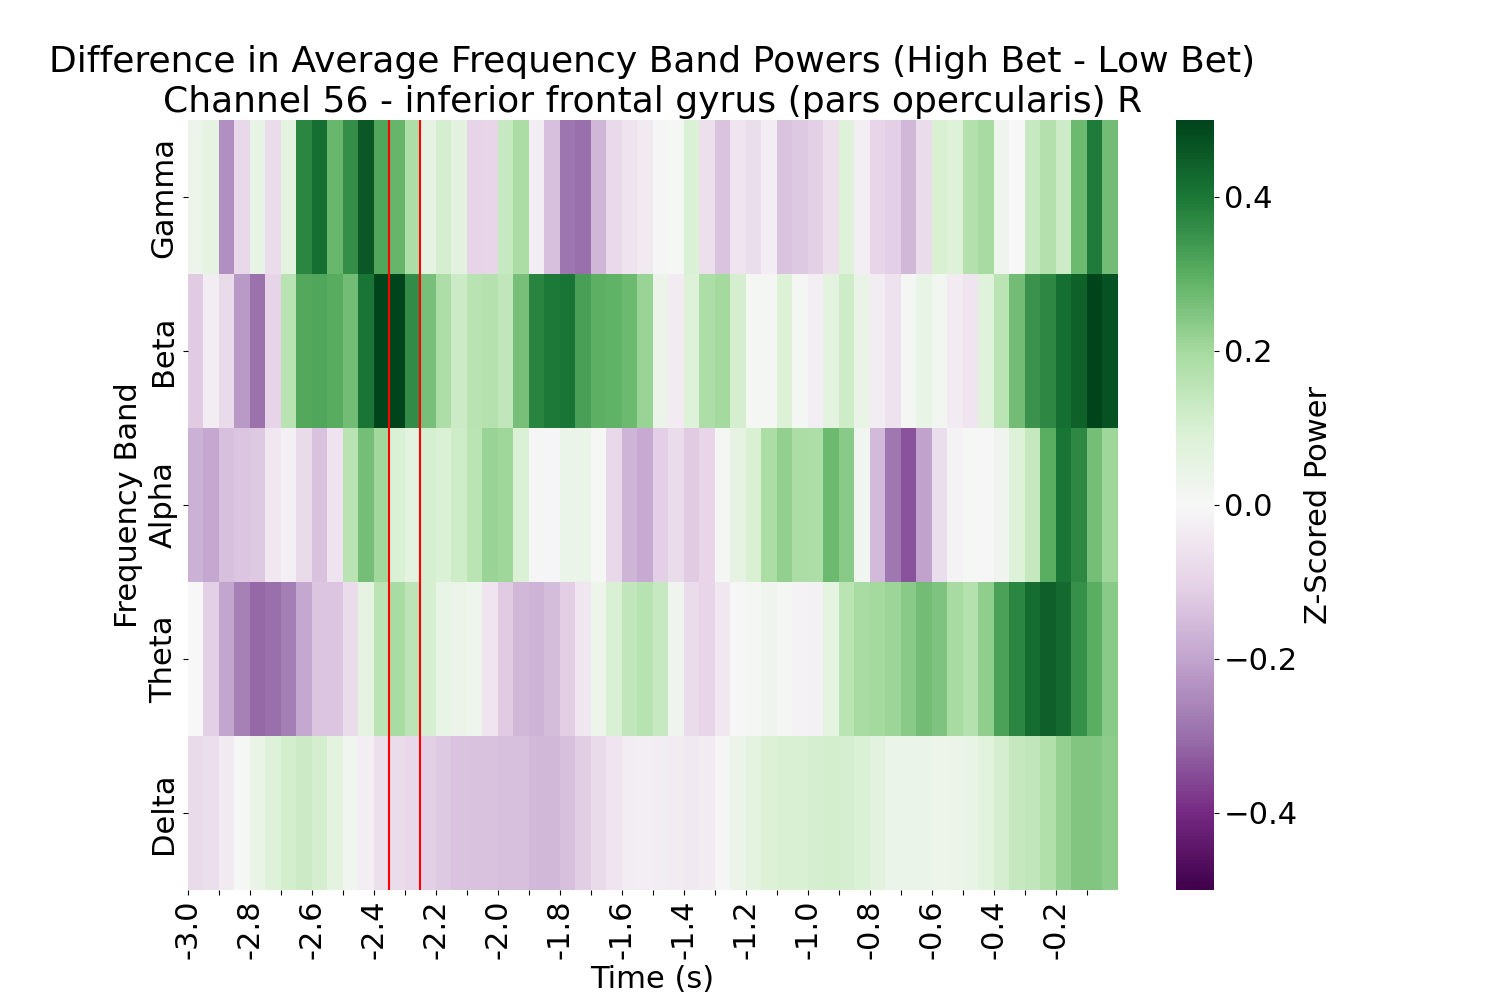 Difference in Average Frequency Band Powers (High Bet - Low Bet)
Channel 56 - inferior frontal gyrus (pars opercularis) R
Frequency Band
Gamma
Beta
Alpha
Theta
Delta
-3.0
-2.8
-2.6
-2.4
-2.2
-2.0
-1.8
-1.6
-1.4
-1.2
-1.0
-0.8
-0.6
-0.4
-0.2
Time (s)
0.4
0.2
0.0
−0.2
−0.4
Z-Scored Power